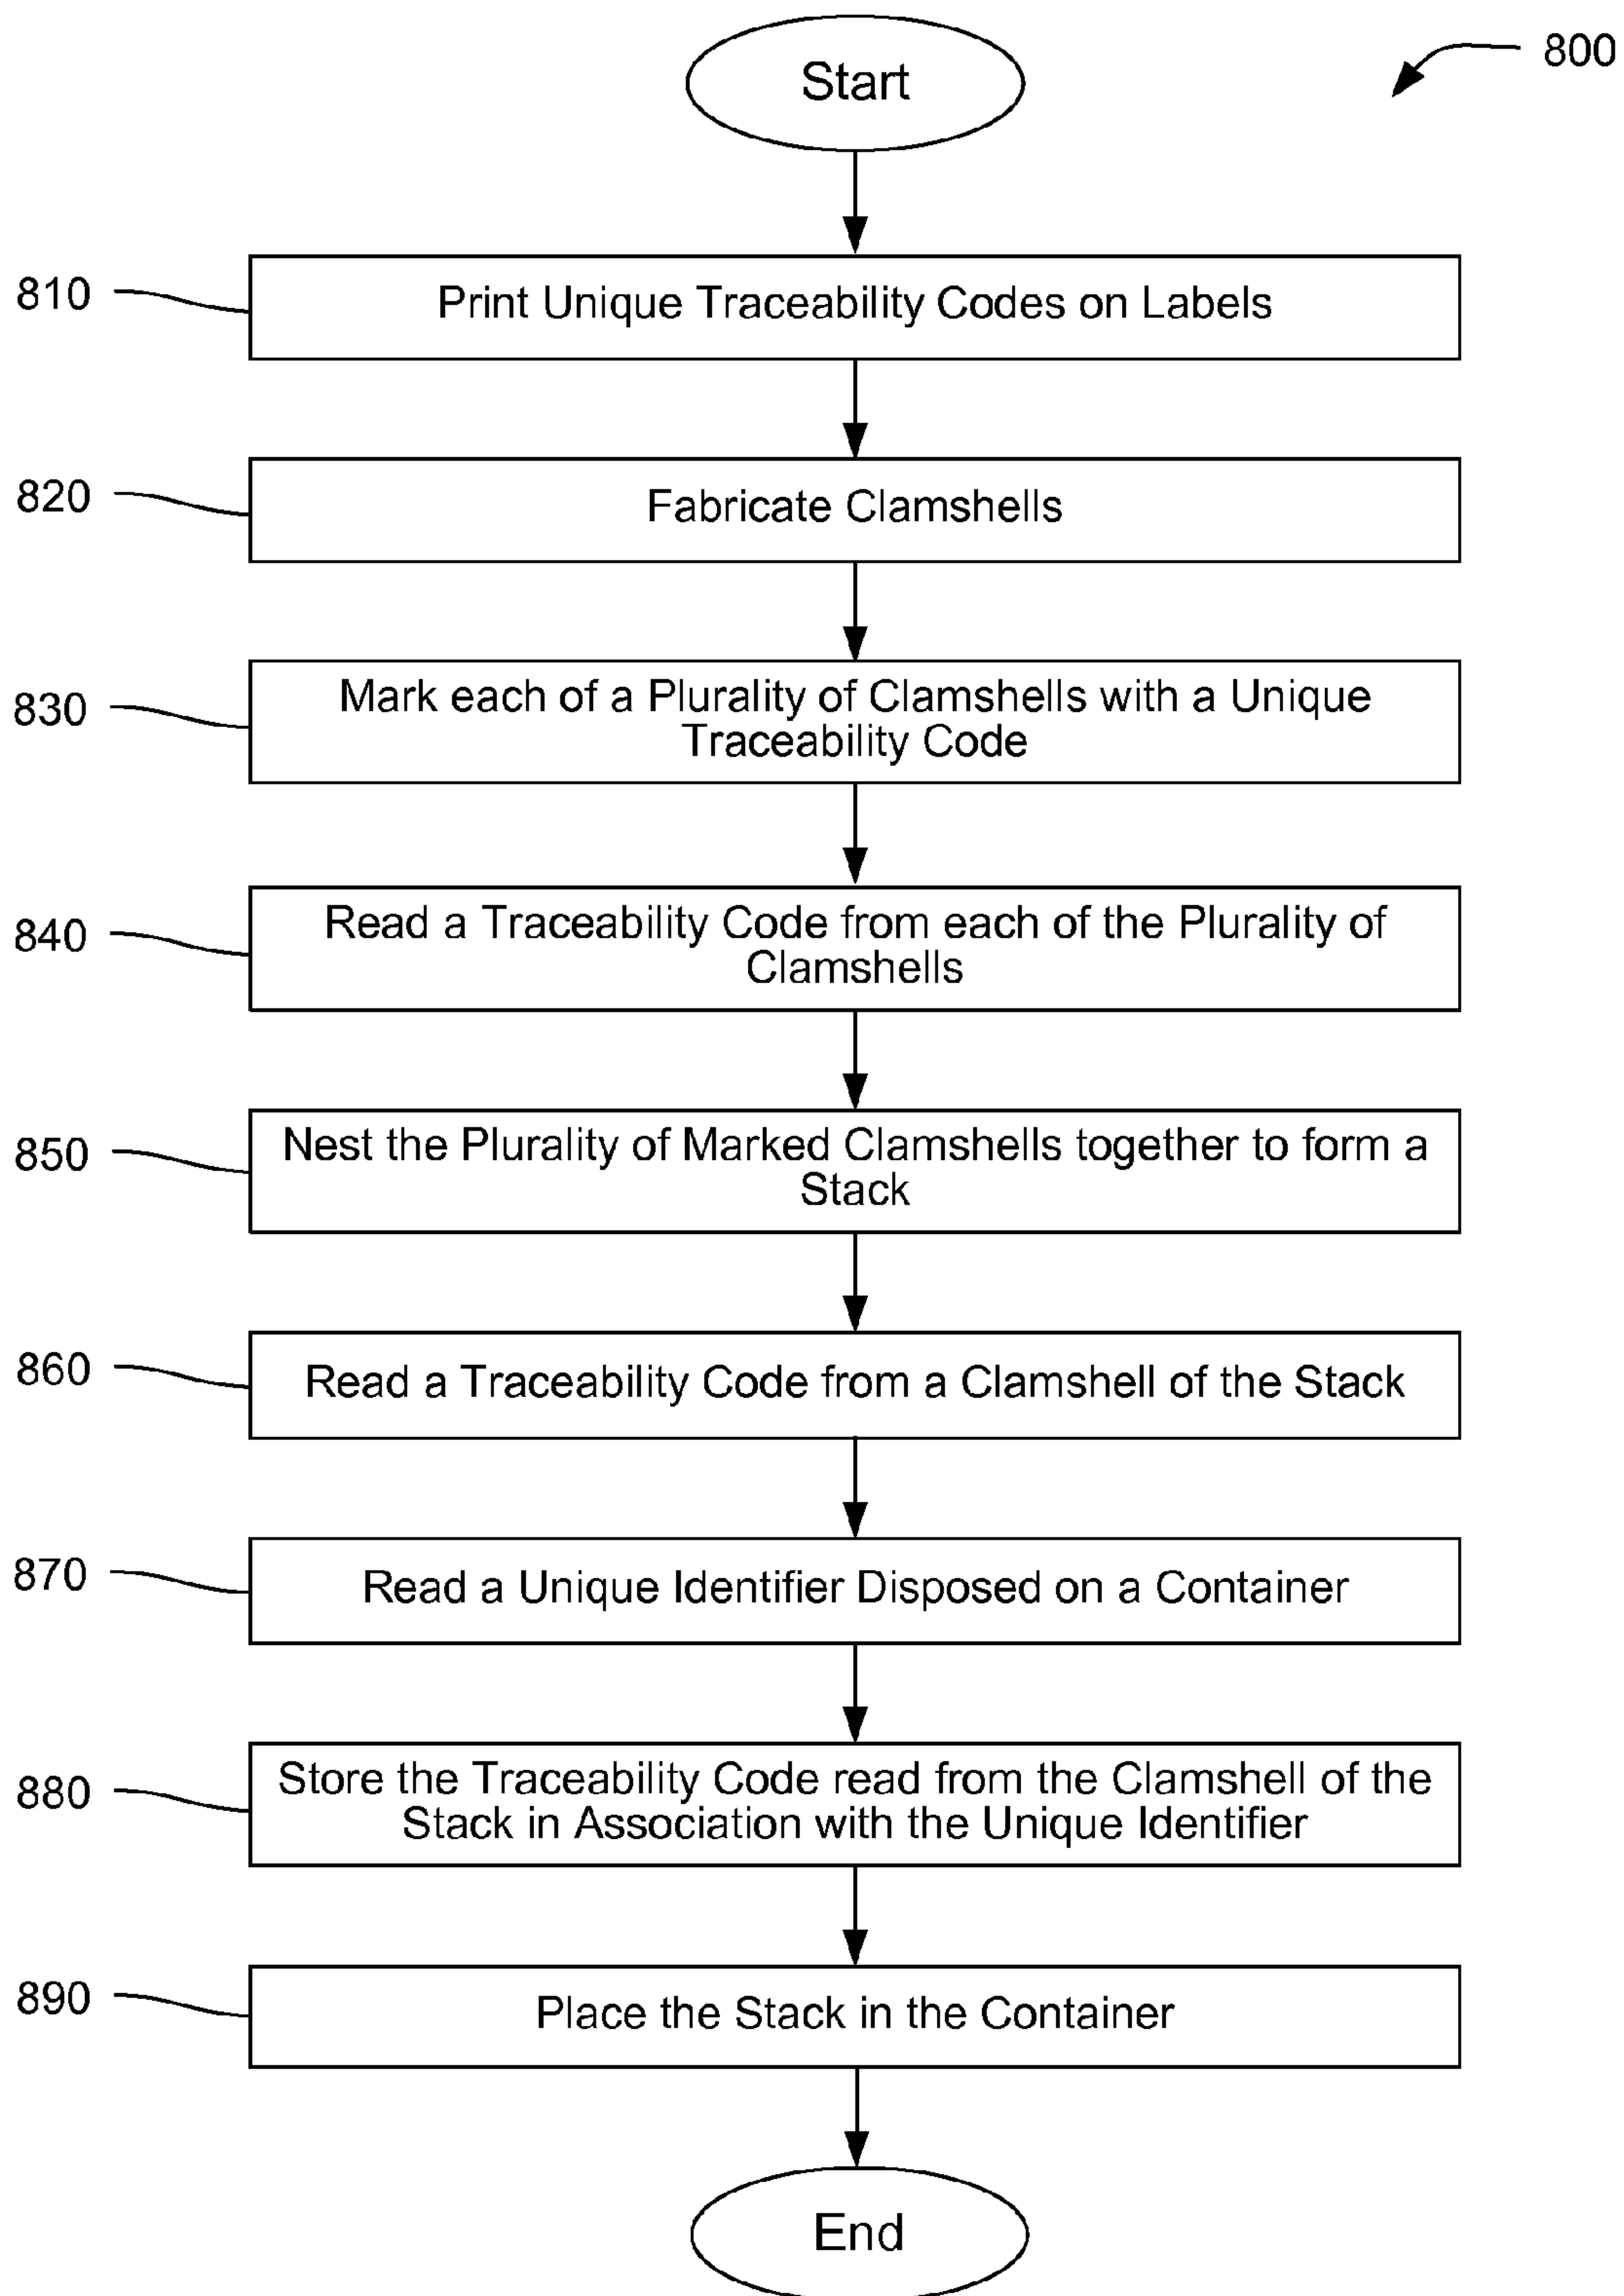 Start
800
810
Print Unique Traceability Codes on Labels
820
Fabricate Clamshells
830
Mark each of a Plurality of Clamshells with a Unique
Traceability Code
840
Read a Traceability Code from each of the Plurality of
Clamshells
850
Nest the Plurality of Marked Clamshells together to form a
Stack
860
Read a Traceability Code from a Clamshell of the Stack
870
Read a Unique Identifier Disposed on a Container
880
Store the Traceability Code read from the Clamshell of the
Stack in Association with the Unique Identifier
890
Place the Stack in the Container
End